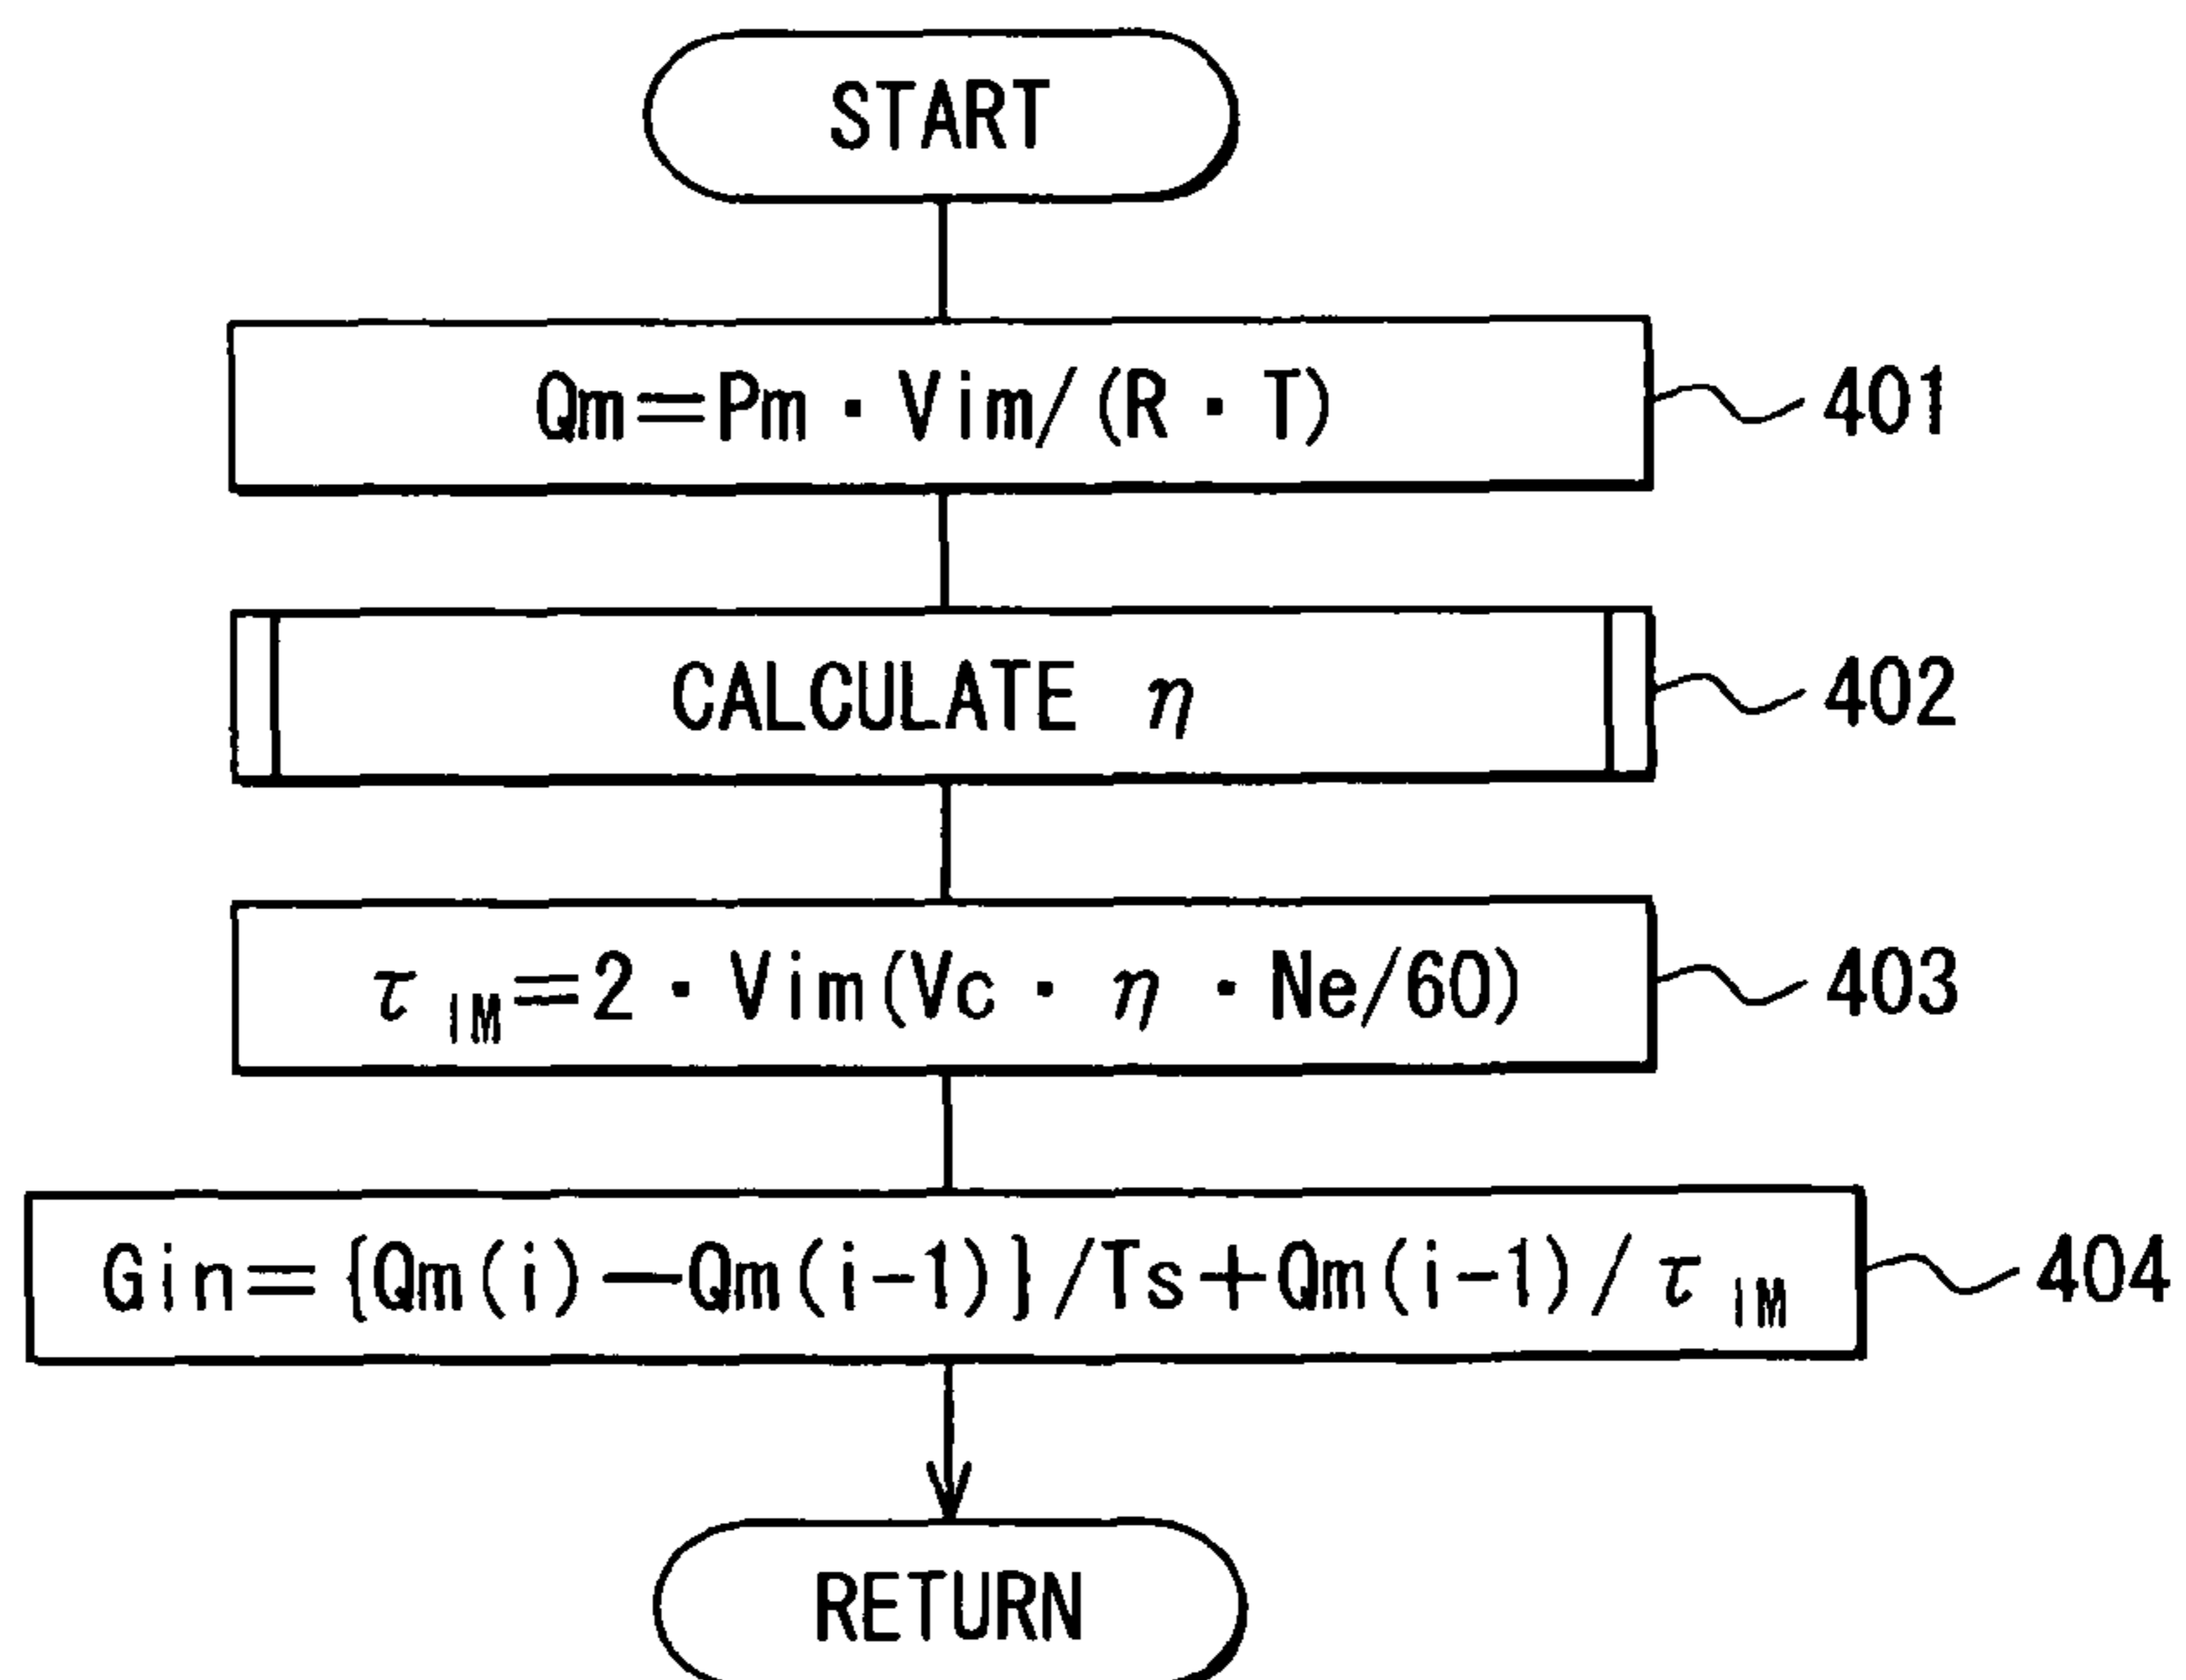 START
Qm=Pm・Vim/(R・T)
401
CALCULATE η
402
τIM=2・Vim(Vc・η・Ne/60)
403
Gin={Qm(i)−Qm(i-1)}/Ts+Qm(i-1)/τIM
404
RETURN